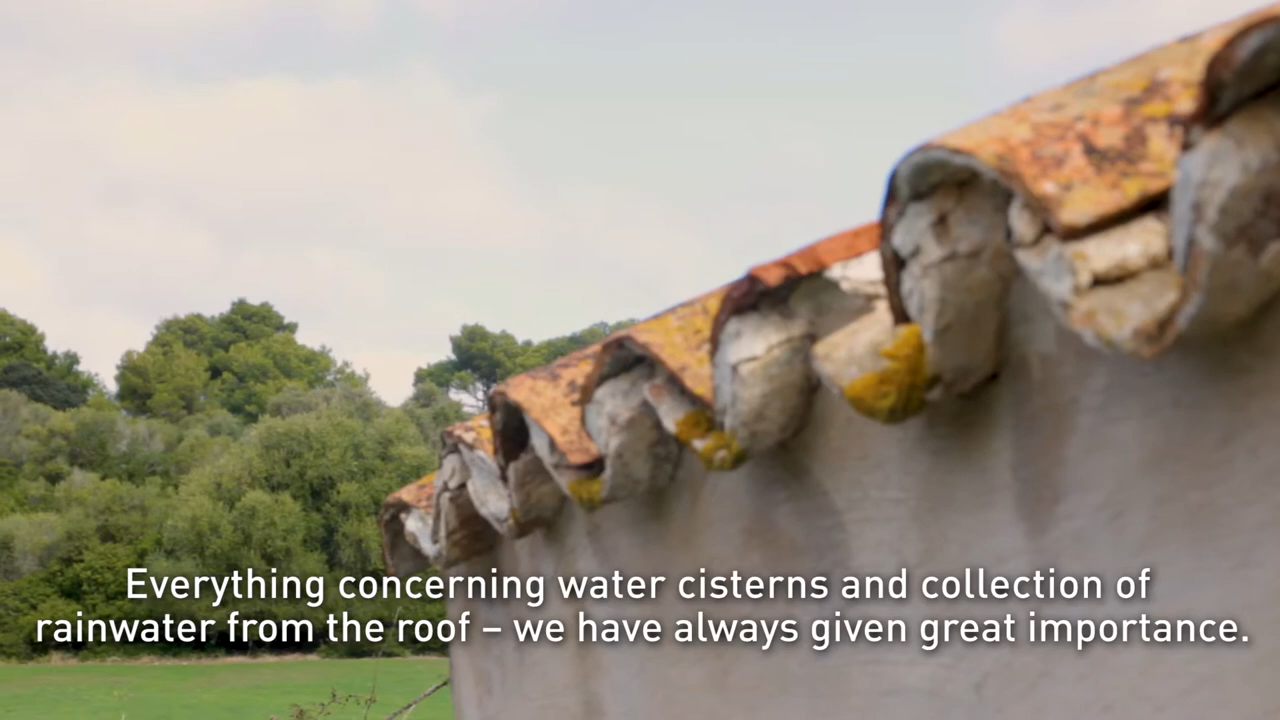 Everything concerning water cisterns and collection of
rainwater from the roof – we have always given great importance.